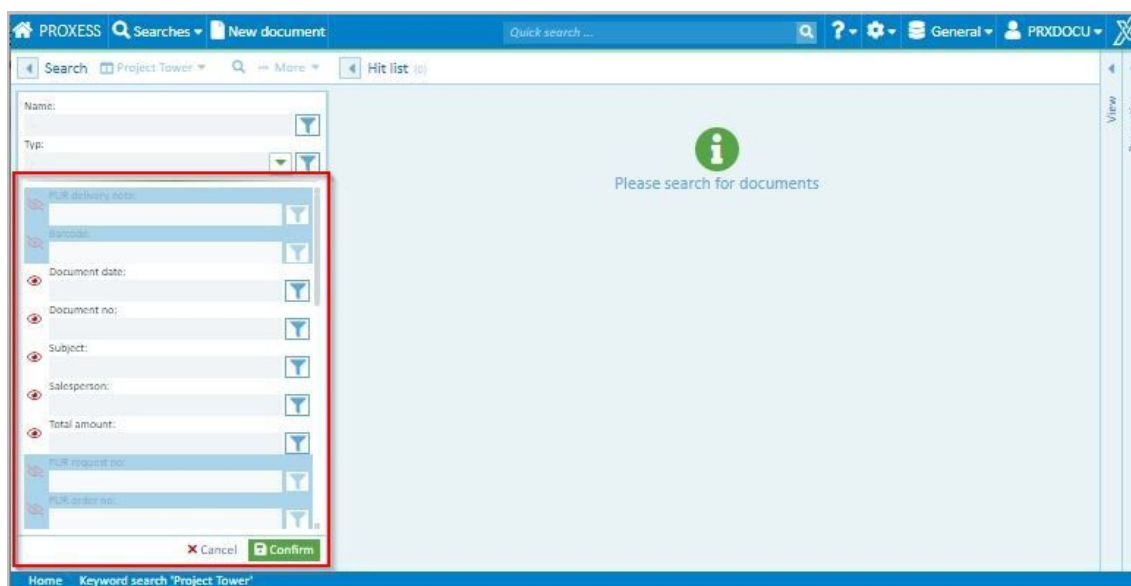 PROXESS Searches New document Quick search ... ? General PRXDOCU
Search Project Tower More Hit list (0)
View
Name:
Typ:
Please search for documents
PUR delivery note:
Barcode:
Document date:
Document no:
Subject:
Salesperson:
Total amount:
PUR request no:
PUR order no:
Cancel Confirm
Home Keyword search 'Project Tower'